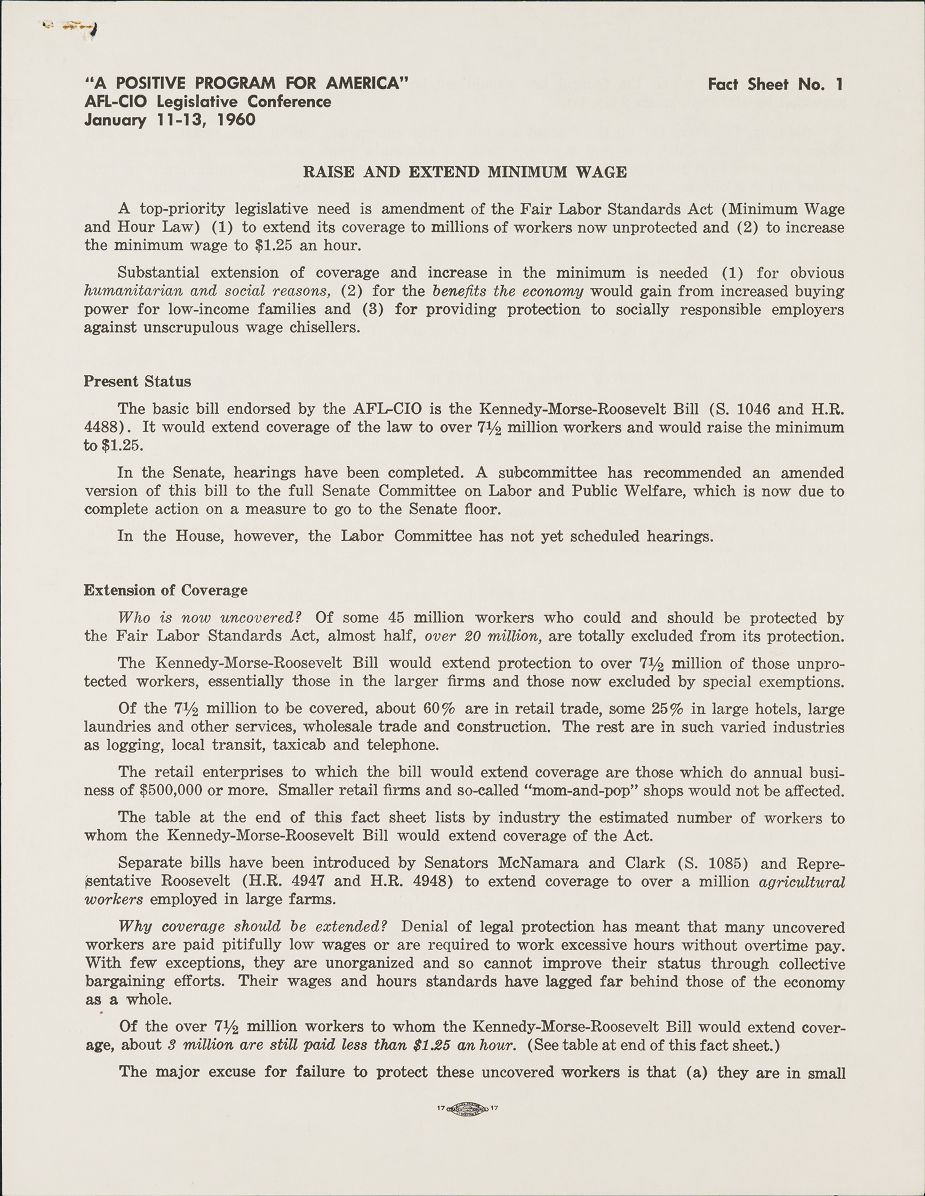 "A POSITIVE PROGRAM FOR AMERICA"
Fact Sheet No. 1
AFL-CIO Legislative Conference
January 11-13, 1960
RAISE AND EXTEND MINIMUM WAGE
A top-priority legislative need is amendment of the Fair Labor Standards Act (Minimum Wage
and Hour Law) (1) to extend its coverage to millions of workers now unprotected and (2) to increase
the minimum wage to $1.25 an hour.
Substantial extension of coverage and increase in the minimum is needed (1) for obvious
humanitarian and social reasons, (2) for the benefits the economy would gain from increased buying
power for low-income families and (3) for providing protection to socially responsible employers
against unscrupulous wage chisellers.
Present Status
The basic bill endorsed by the AFL-CIO is the Kennedy-Morse-Roosevelt Bill (S. 1046 and H.R.
4488). It would extend coverage of the law to over 7½ million workers and would raise the minimum
to $1.25.
In the Senate, hearings have been completed. A subcommittee has recommended an amended
version of this bill to the full Senate Committee on Labor and Public Welfare, which is now due to
complete action on a measure to go to the Senate floor.
In the House, however, the Labor Committee has not yet scheduled hearings.
Extension of Coverage
Who is now uncovered? Of some 45 million workers who could and should be protected by
the Fair Labor Standards Act, almost half, over 20 million, are totally excluded from its protection.
The Kennedy-Morse-Roosevelt Bill would extend protection to over 7½ million of those unpro-
tected workers, essentially those in the larger firms and those now excluded by special exemptions.
Of the 7½ million to be covered, about 60% are in retail trade, some 25% in large hotels, large
laundries and other services, wholesale trade and construction. The rest are in such varied industries
as logging, local transit, taxicab and telephone.
The retail enterprises to which the bill would extend coverage are those which do annual busi-
ness of $500,000 or more. Smaller retail firms and so-called "mom-and-pop" shops would not be affected.
The table at the end of this fact sheet lists by industry the estimated number of workers to
whom the Kennedy-Morse-Roosevelt Bill would extend coverage of the Act.
Separate bills have been introduced by Senators McNamara and Clark (S. 1085) and Repre-
sentative Roosevelt (H.R. 4947 and H.R. 4948) to extend coverage to over a million agricultural
workers employed in large farms.
Why coverage should be extended? Denial of legal protection has meant that many uncovered
workers are paid pitifully low wages or are required to work excessive hours without overtime pay.
With few exceptions, they are unorganized and so cannot improve their status through collective
bargaining efforts. Their wages and hours standards have lagged far behind those of the economy
as a whole.
Of the over 7½ million workers to whom the Kennedy-Morse-Roosevelt Bill would extend cover-
age, about 3 million are still paid less than $1.25 an hour. (See table at end of this fact sheet.)
The major excuse for failure to protect these uncovered workers is that (a) they are in small
17 17